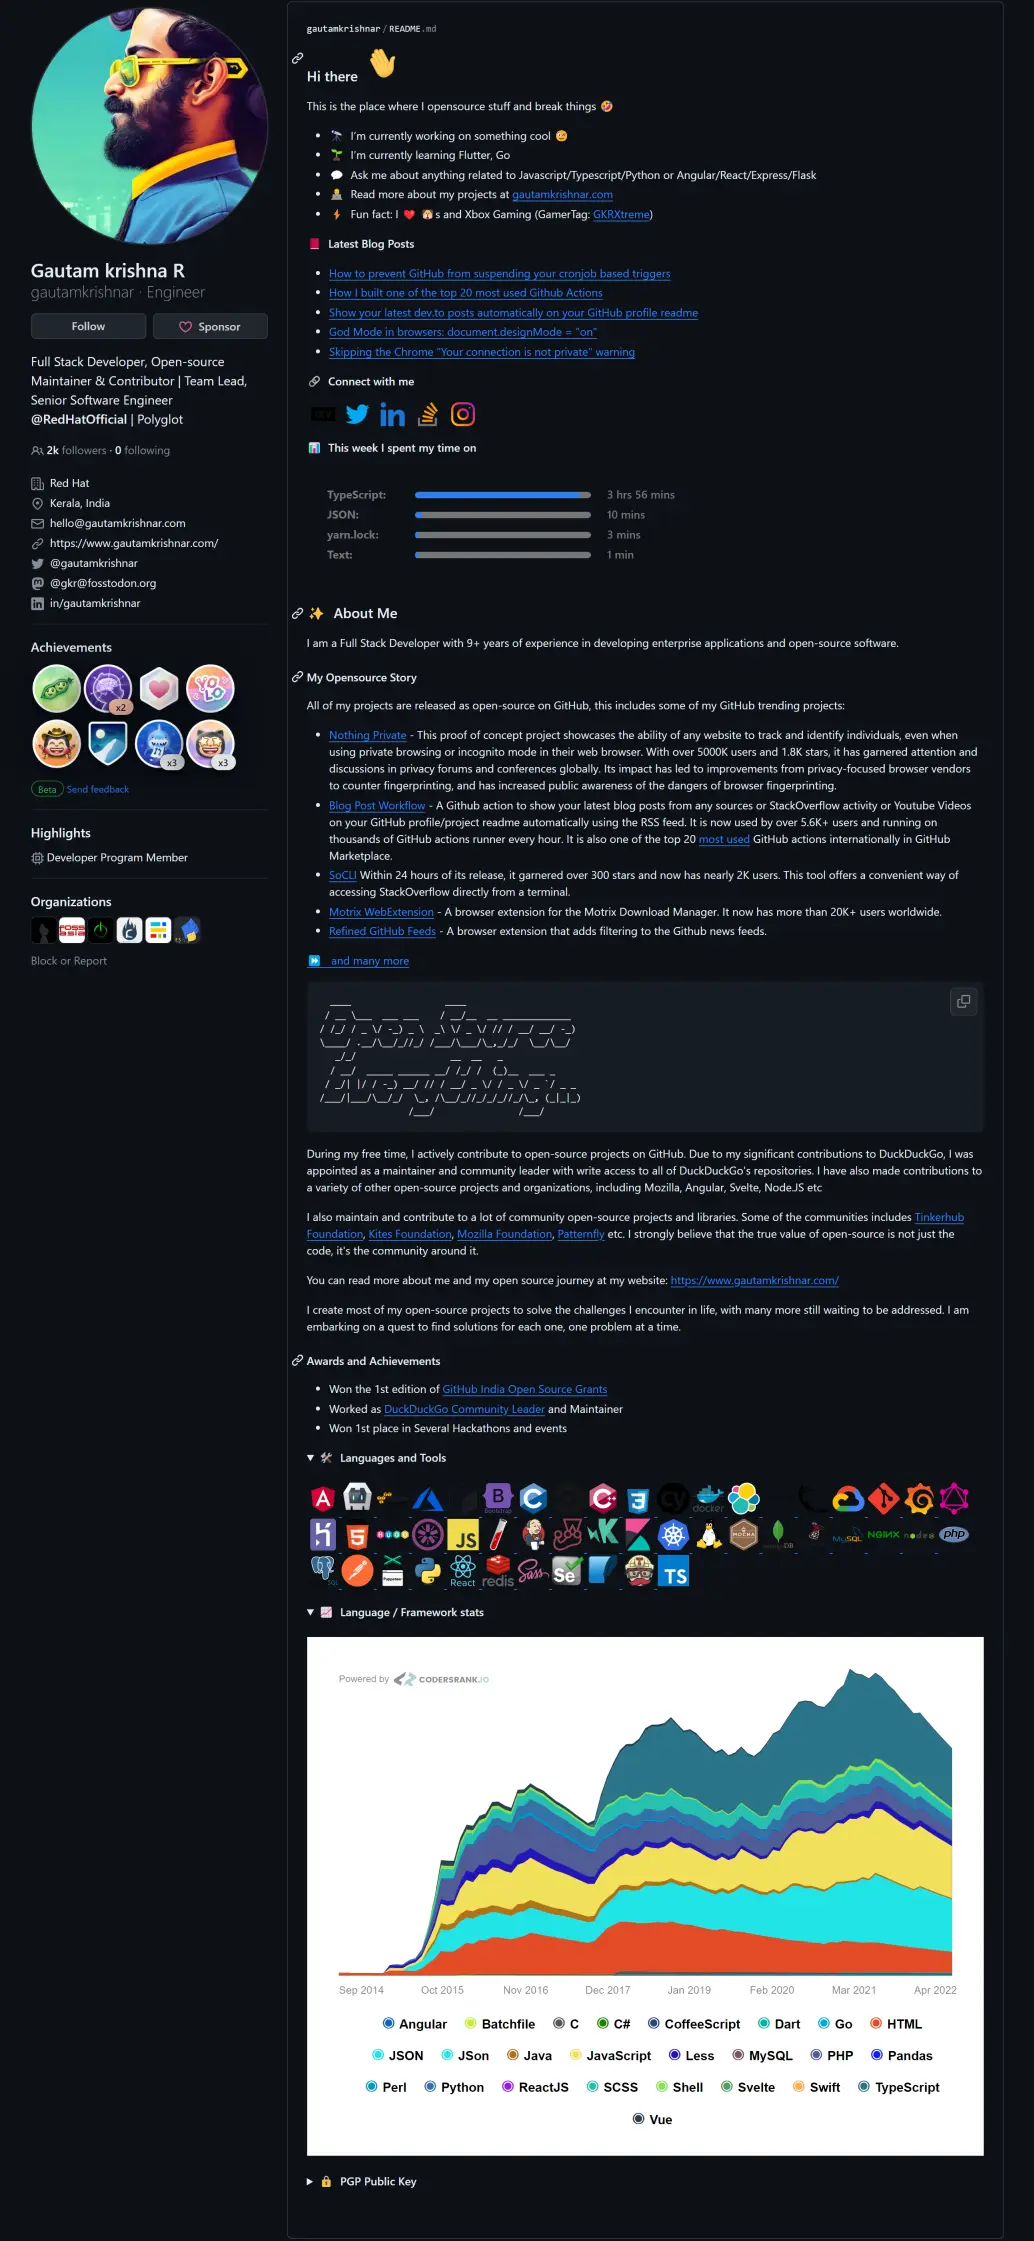 gautamkrishnar/README.md
Hi there
This is the place where I opensource stuff and break things
I'm currently working on something cool
I'm currently learning Flutter, Go
Ask me about anything related to Javascript/Typescript/Python or Angular/React/Express/Flask
Read more about my projects at gautamkrishnar.com
Fun fact: I ❤️ s and Xbox Gaming (GamerTag: GKRXtreme)
Latest Blog Posts
How to prevent GitHub from suspending your cronjob based triggers
How I built one of the top 20 most used Github Actions
Show your latest dev.to posts automatically on your GitHub profile readme
God Mode in browsers: document.designMode = "on"
Skipping the Chrome "Your connection is not private" warning
Connect with me
This week I spent my time on
TypeScript: 3 hrs 56 mins
JSON: 10 mins
yarn.lock: 3 mins
Text: 1 min
Gautam krishna R
gautamkrishnar · Engineer
Follow
Sponsor
Full Stack Developer, Open-source
Maintainer & Contributor | Team Lead,
Senior Software Engineer
@RedHatOfficial | Polyglot
2k followers · 0 following
Red Hat
Kerala, India
hello@gautamkrishnar.com
https://www.gautamkrishnar.com/
@gautamkrishnar
@gkr@fosstodon.org
in/gautamkrishnar
Achievements
x2
YOLO
x3
x3
Beta Send feedback
Highlights
Developer Program Member
Organizations
Block or Report
About Me
I am a Full Stack Developer with 9+ years of experience in developing enterprise applications and open-source software.
My Opensource Story
All of my projects are released as open-source on GitHub, this includes some of my GitHub trending projects:
Nothing Private - This proof of concept project showcases the ability of any website to track and identify individuals, even when
using private browsing or incognito mode in their web browser. With over 5000K users and 1.8K stars, it has garnered attention and
discussions in privacy forums and conferences globally. Its impact has led to improvements from privacy-focused browser vendors
to counter fingerprinting, and has increased public awareness of the dangers of browser fingerprinting.
Blog Post Workflow - A Github action to show your latest blog posts from any sources or StackOverflow activity or Youtube Videos
on your GitHub profile/project readme automatically using the RSS feed. It is now used by over 5.6K+ users and running on
thousands of GitHub actions runner every hour. It is also one of the top 20 most used GitHub actions internationally in GitHub
Marketplace.
SoCLI Within 24 hours of its release, it garnered over 300 stars and now has nearly 2K users. This tool offers a convenient way of
accessing StackOverflow directly from a terminal.
Motrix WebExtension - A browser extension for the Motrix Download Manager. It now has more than 20K+ users worldwide.
Refined GitHub Feeds - A browser extension that adds filtering to the Github news feeds.
and many more
Open Source
Everything..
During my free time, I actively contribute to open-source projects on GitHub. Due to my significant contributions to DuckDuckGo, I was
appointed as a maintainer and community leader with write access to all of DuckDuckGo's repositories. I have also made contributions to
a variety of other open-source projects and organizations, including Mozilla, Angular, Svelte, Node.JS etc
I also maintain and contribute to a lot of community open-source projects and libraries. Some of the communities includes Tinkerhub
Foundation, Kites Foundation, Mozilla Foundation, Patternfly etc. I strongly believe that the true value of open-source is not just the
code, it's the community around it.
You can read more about me and my open source journey at my website: https://www.gautamkrishnar.com/
I create most of my open-source projects to solve the challenges I encounter in life, with many more still waiting to be addressed. I am
embarking on a quest to find solutions for each one, one problem at a time.
Awards and Achievements
Won the 1st edition of GitHub India Open Source Grants
Worked as DuckDuckGo Community Leader and Maintainer
Won 1st place in Several Hackathons and events
Languages and Tools
docker
JS
MOCHA
MySQL
NGINX
node
php
React
redis
Sass
Se
TS
Language / Framework stats
Powered by CODERSRANK.IO
Sep 2014 Oct 2015 Nov 2016 Dec 2017 Jan 2019 Feb 2020 Mar 2021 Apr 2022
Angular Batchfile C C# CoffeeScript Dart Go HTML
JSON JSon Java JavaScript Less MySQL PHP Pandas
Perl Python ReactJS SCSS Shell Svelte Swift TypeScript
Vue
PGP Public Key